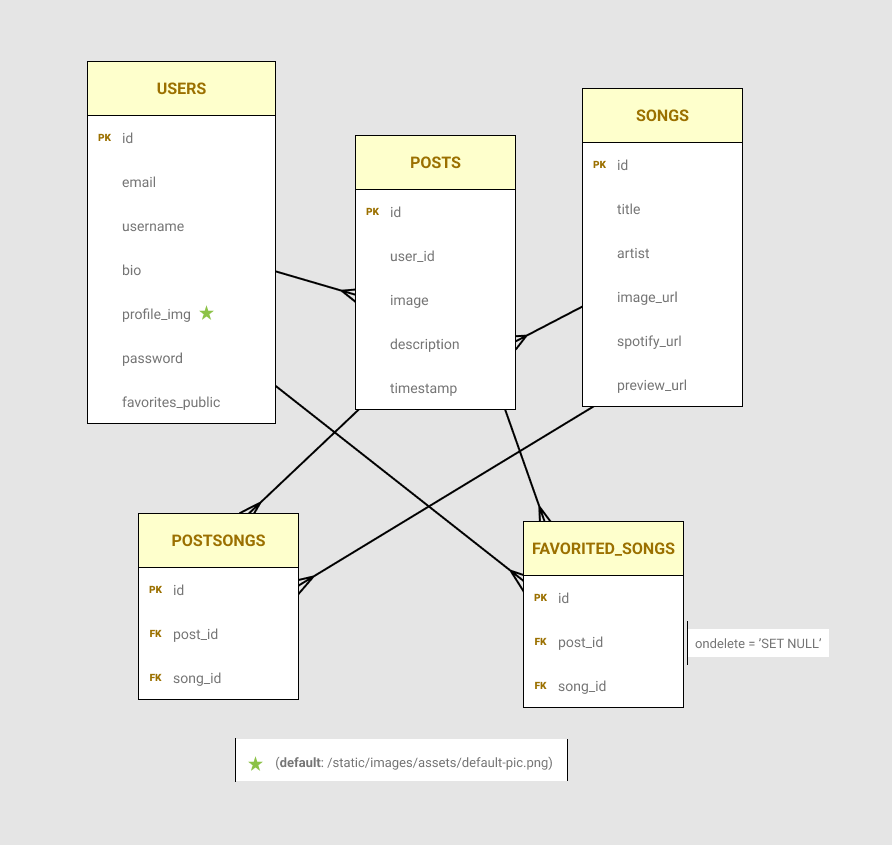 USERS
PK id
email
username
bio
profile_img
password
favorites_public
POSTS
PK id
user_id
image
description
timestamp
SONGS
PK id
title
artist
image_url
spotify_url
preview_url
POSTSONGS
PK id
FK post_id
FK song_id
FAVORITED_SONGS
PK id
FK post_id
FK song_id
ondelete = ‘SET NULL’
(default: /static/images/assets/default-pic.png)